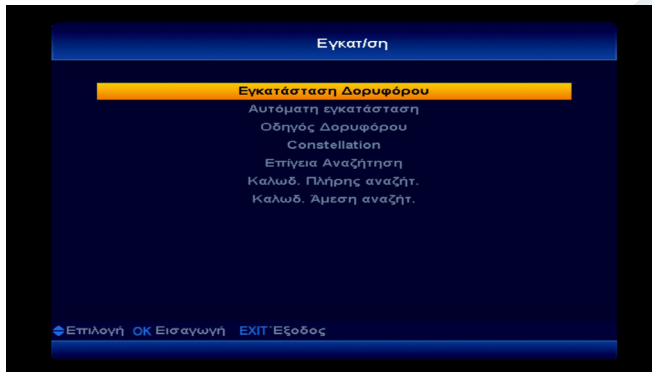 Εγκατ/ση
Εγκατάσταση Δορυφόρου
Αυτόματη εγκατάσταση
Οδηγός Δορυφόρου
Constellation
Επίγεια Αναζήτηση
Καλωδ. Πλήρης αναζήτ.
Καλωδ. Άμεση αναζήτ.
Επιλογή OK Εισαγωγή EXIT Έξοδος